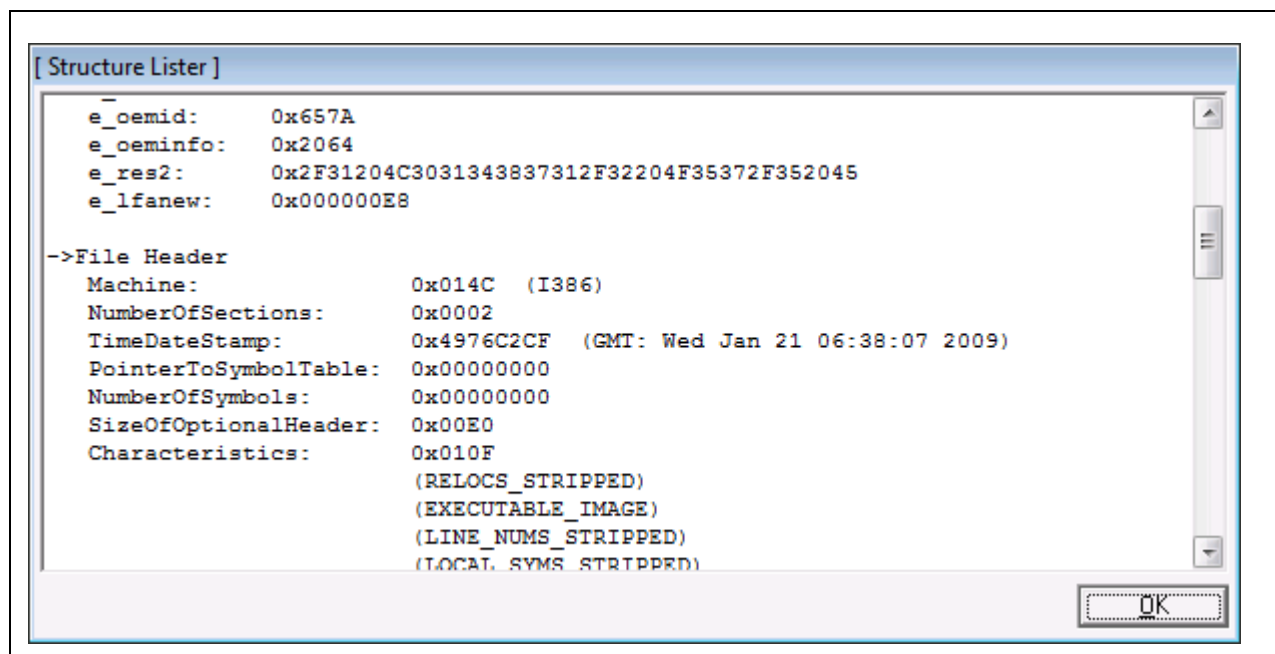 [ Structure Lister ]
e_oemid: 0x657A
e_oeminfo: 0x2064
e_res2: 0x2F31204C3031343837312F32204F35372F352045
e_lfanew: 0x000000E8
->File Header
Machine: 0x014C (I386)
NumberOfSections: 0x0002
TimeDateStamp: 0x4976C2CF (GMT: Wed Jan 21 06:38:07 2009)
PointerToSymbolTable: 0x00000000
NumberOfSymbols: 0x00000000
SizeOfOptionalHeader: 0x00E0
Characteristics: 0x010F
(RELOCS_STRIPPED)
(EXECUTABLE_IMAGE)
(LINE_NUMS_STRIPPED)
(LOCAL_SYMS_STRIPPED)
OK